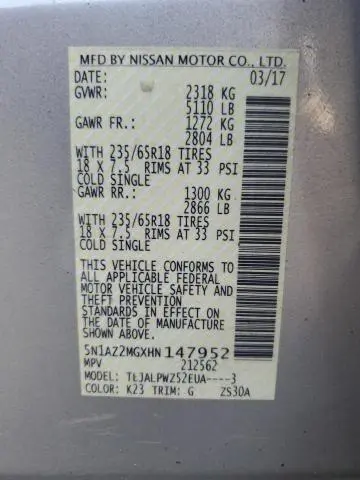 MFD BY NISSAN MOTOR CO., LTD.
DATE: 03/17
GVWR: 2318 KG
5110 LB
GAWR FR.: 1272 KG
2804 LB
WITH 235/65R18 TIRES
18 X 7.5 RIMS AT 33 PSI
COLD SINGLE
GAWR RR.: 1300 KG
2866 LB
WITH 235/65R18 TIRES
18 X 7.5 RIMS AT 33 PSI
COLD SINGLE
THIS VEHICLE CONFORMS TO
ALL APPLICABLE FEDERAL
MOTOR VEHICLE SAFETY AND
THEFT PREVENTION
STANDARDS IN EFFECT ON
THE DATE OF MANUFACTURE
SHOWN ABOVE.
5N1AZ2MGXHN147952
MPV 212562
MODEL: TLJALPWZ52EUA----3
COLOR: K23 TRIM: G ZS30A